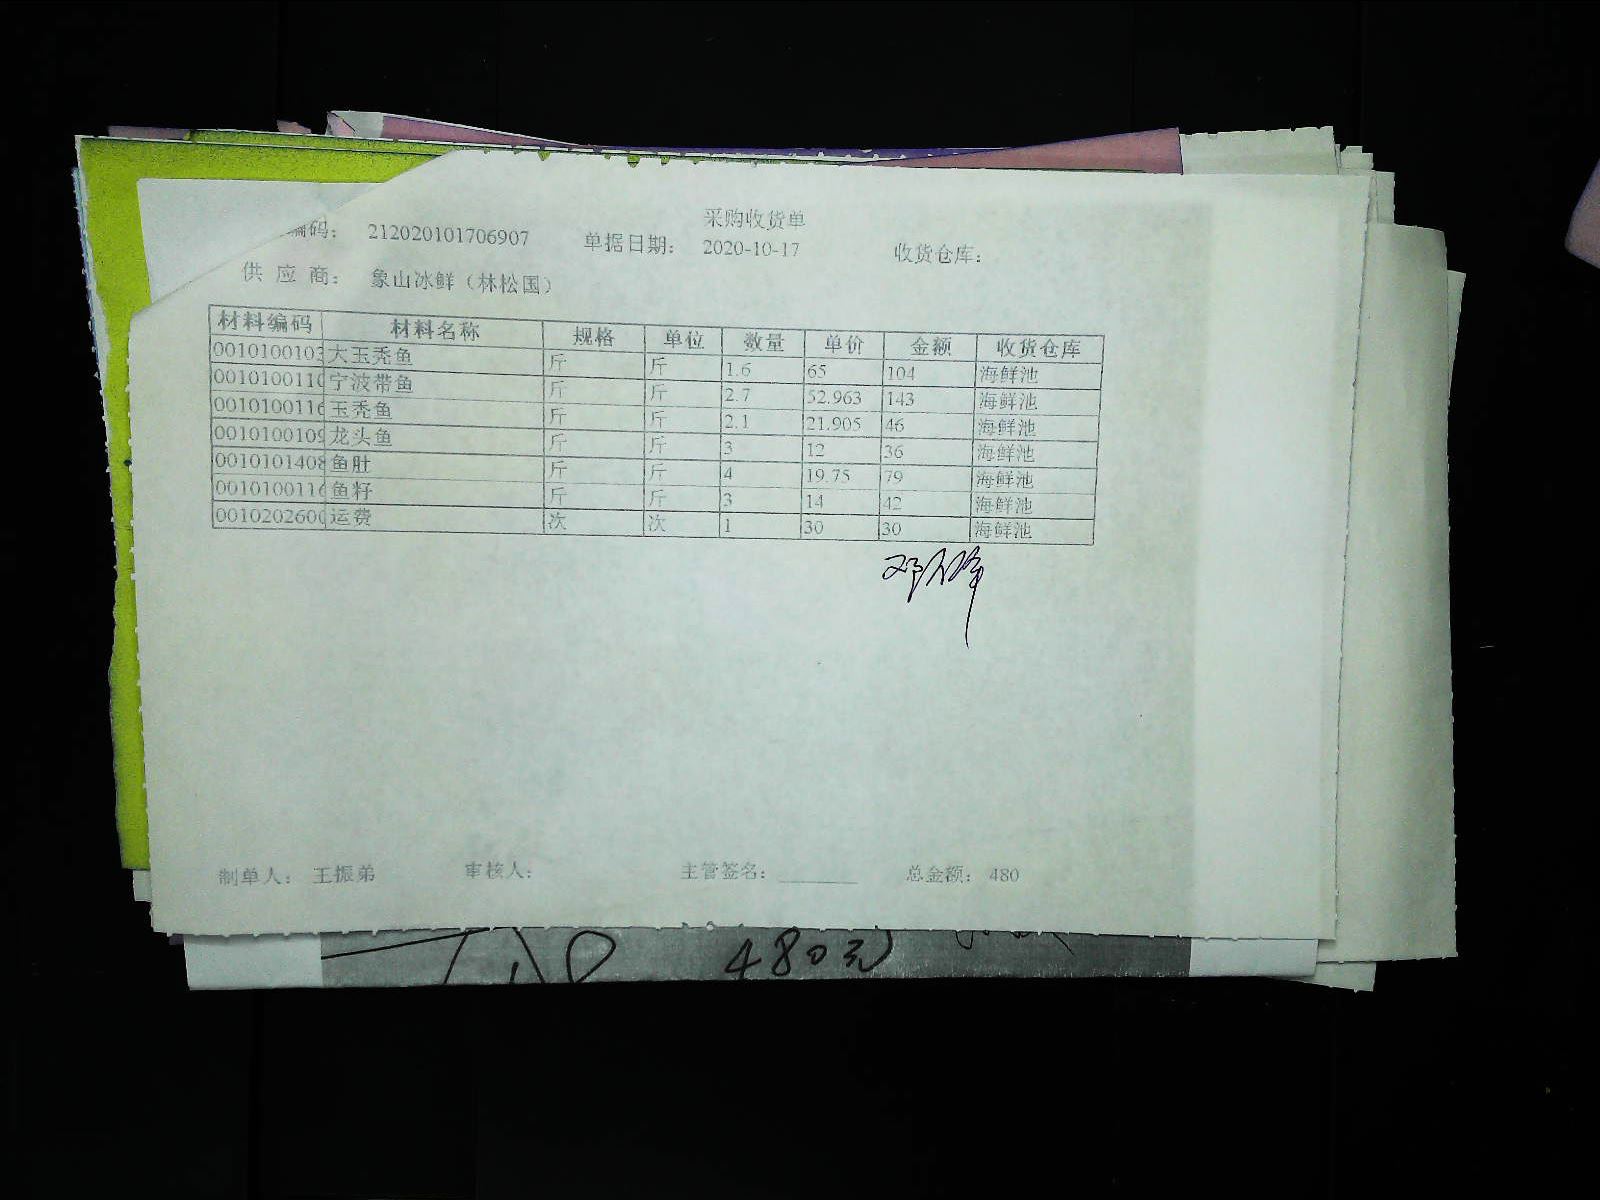 采购收货单
编码： 212020101706907 单据日期： 2020-10-17 收货仓库：
供 应 商： 象山冰鲜（林松国）
材料编码 材料名称 规格 单位 数量 单价 金额 收货仓库
0010100103 大玉秃鱼 斤 斤 1.6 65 104 海鲜池
001010011 宁波带鱼 斤 斤 2.7 52.963 143 海鲜池
001010011 玉秃鱼 斤 斤 2.1 21.905 46 海鲜池
001010010 龙头鱼 斤 斤 3 12 36 海鲜池
001010140 鱼肚 斤 斤 4 19.75 79 海鲜池
001010011 鱼籽 斤 斤 3 14 42 海鲜池
001020260 运费 次 次 1 30 30 海鲜池
制单人： 王振弟 审核人： 主管签名： 总金额： 480
480元